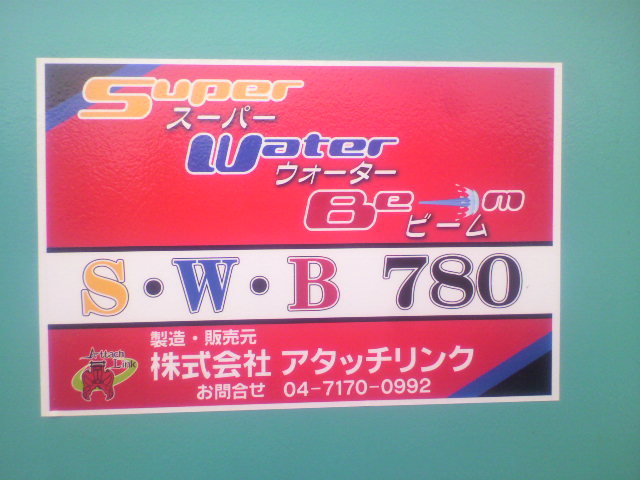 Super
スーパー
Water
ウォーター
Beam
ビーム
S・W・B 780
製造・販売元
Attach Link
株式会社 アタッチリンク
お問合せ 04-7170-0992